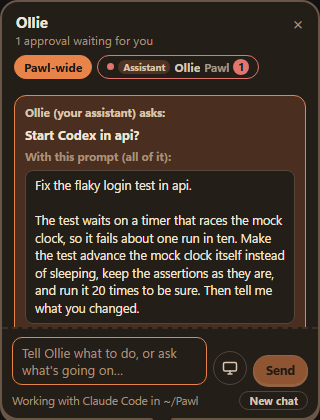 Ollie
×
1 approval waiting for you
Pawl-wide
Assistant Ollie Pawl 1
Ollie (your assistant) asks:
Start Codex in api?
With this prompt (all of it):
Fix the flaky login test in api.
The test waits on a timer that races the mock
clock, so it fails about one run in ten. Make
the test advance the mock clock itself instead
of sleeping, keep the assertions as they are,
and run it 20 times to be sure. Then tell me
what you changed.
Tell Ollie what to do, or ask
what's going on...
Send
Working with Claude Code in ~/Pawl
New chat